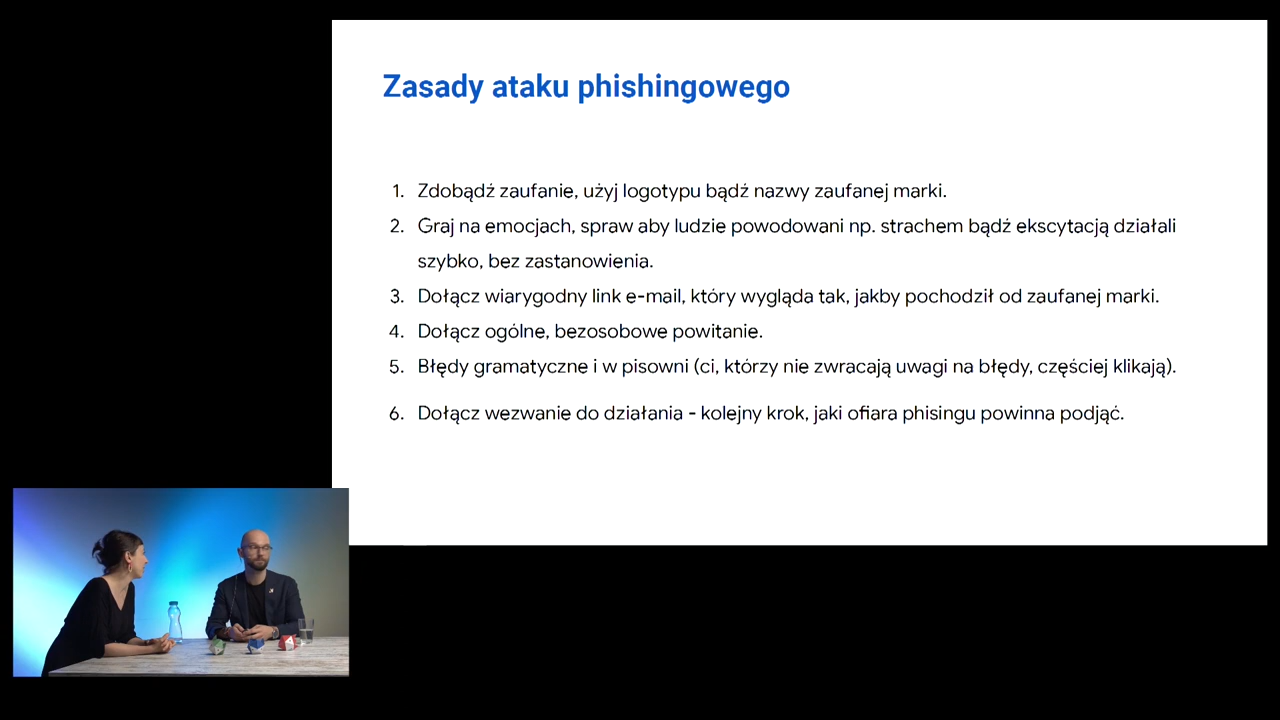 Zasady ataku phishingowego
1. Zdobądź zaufanie, użyj logotypu bądź nazwy zaufanej marki.
2. Graj na emocjach, spraw aby ludzie powodowani np. strachem bądź ekscytacją działali
szybko, bez zastanowienia.
3. Dołącz wiarygodny link e-mail, który wygląda tak, jakby pochodził od zaufanej marki.
4. Dołącz ogólne, bezosobowe powitanie.
5. Błędy gramatyczne i w pisowni (ci, którzy nie zwracają uwagi na błędy, częściej klikają).
6. Dołącz wezwanie do działania - kolejny krok, jaki ofiara phisingu powinna podjąć.